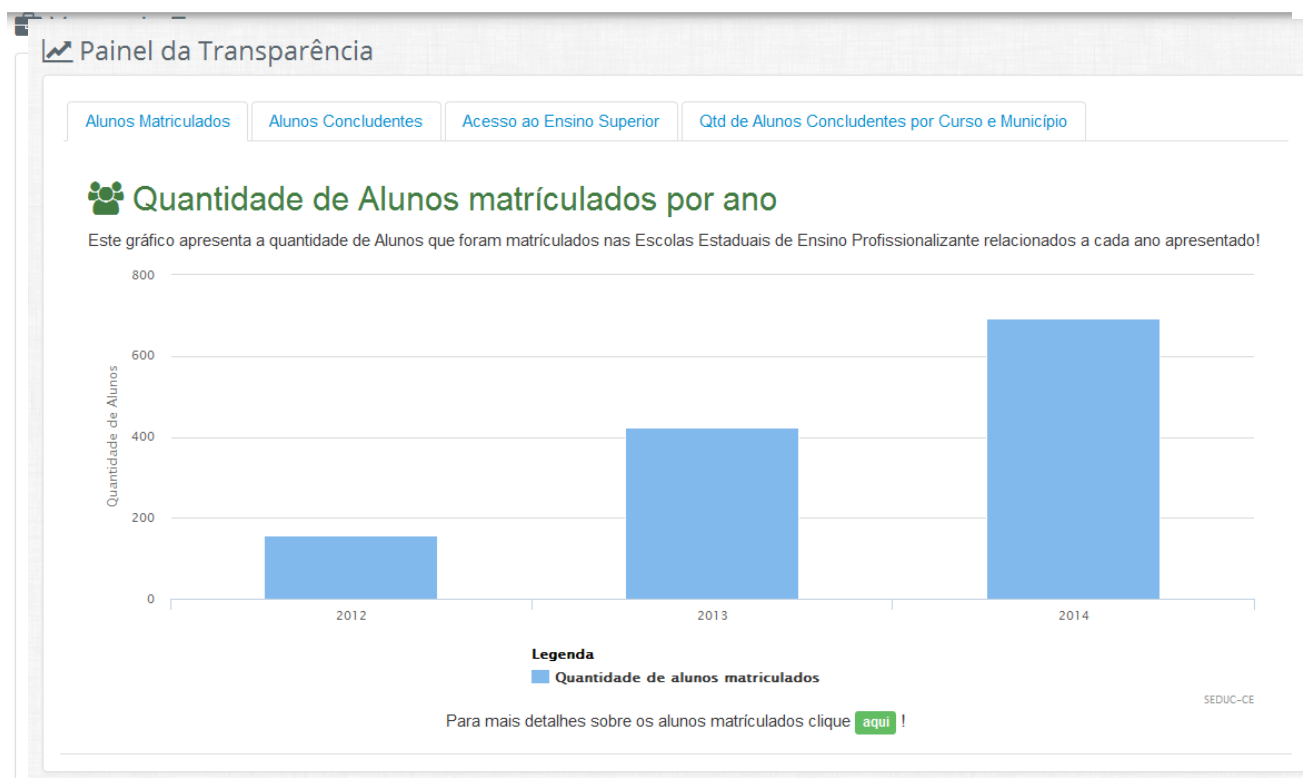 Painel da Transparência
Alunos Matriculados Alunos Concludentes Acesso ao Ensino Superior Qtd de Alunos Concludentes por Curso e Município
Quantidade de Alunos matrículados por ano
Este gráfico apresenta a quantidade de Alunos que foram matrículados nas Escolas Estaduais de Ensino Profissionalizante relacionados a cada ano apresentado!
800
600
400
200
0
Quantidade de Alunos
2012 2013 2014
Legenda
Quantidade de alunos matriculados
SEDUC-CE
Para mais detalhes sobre os alunos matrículados clique aqui !